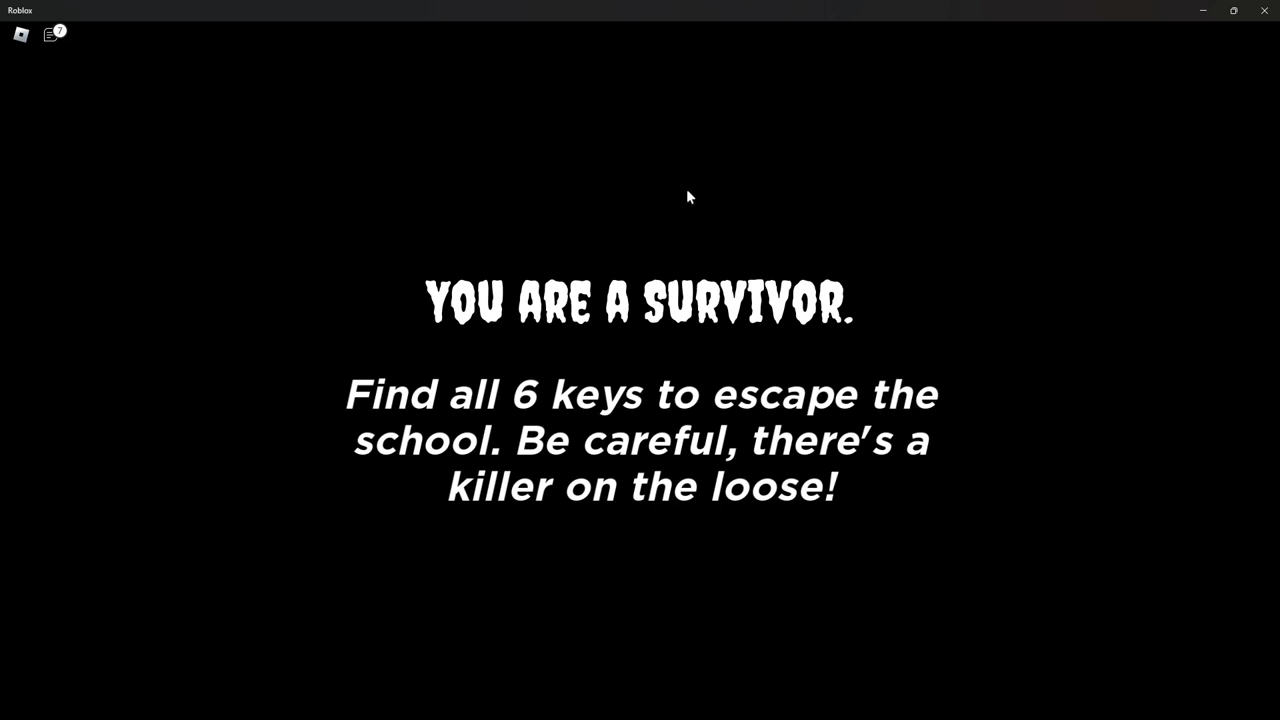 Roblox
7
YOU ARE A SURVIVOR.
Find all 6 keys to escape the
school. Be careful, there's a
killer on the loose!